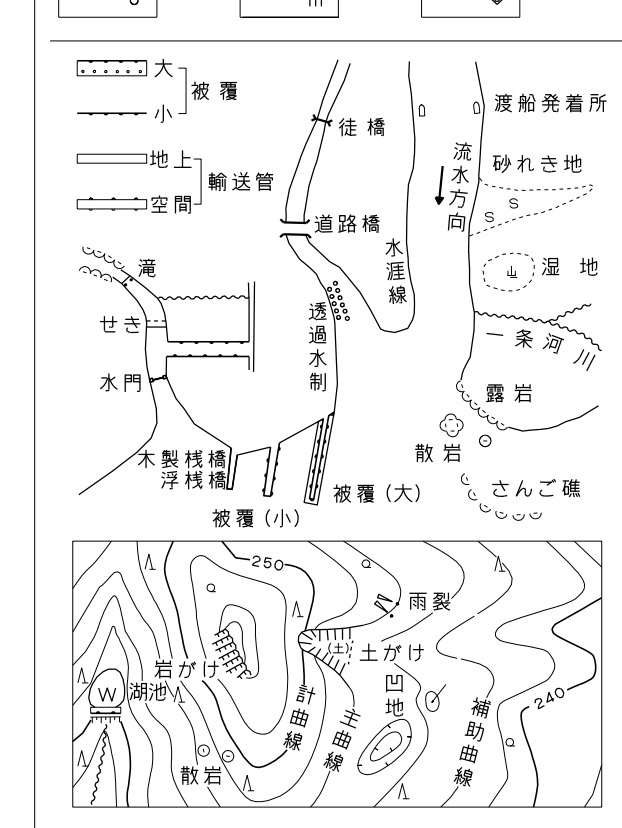 大
小
被覆
地上
空間
輸送管
徒橋
渡船発着所
流水方向
砂れき地
S
S
道路橋
水涯線
湿地
山
滝
せき
水門
透過水制
一条河川
露岩
散岩
木製桟橋
浮桟橋
被覆(大)
さんご礁
被覆(小)
250
雨裂
(土)
土がけ
岩がけ
W
湖池
計曲線
主曲線
凹地
補助曲線
240
散岩